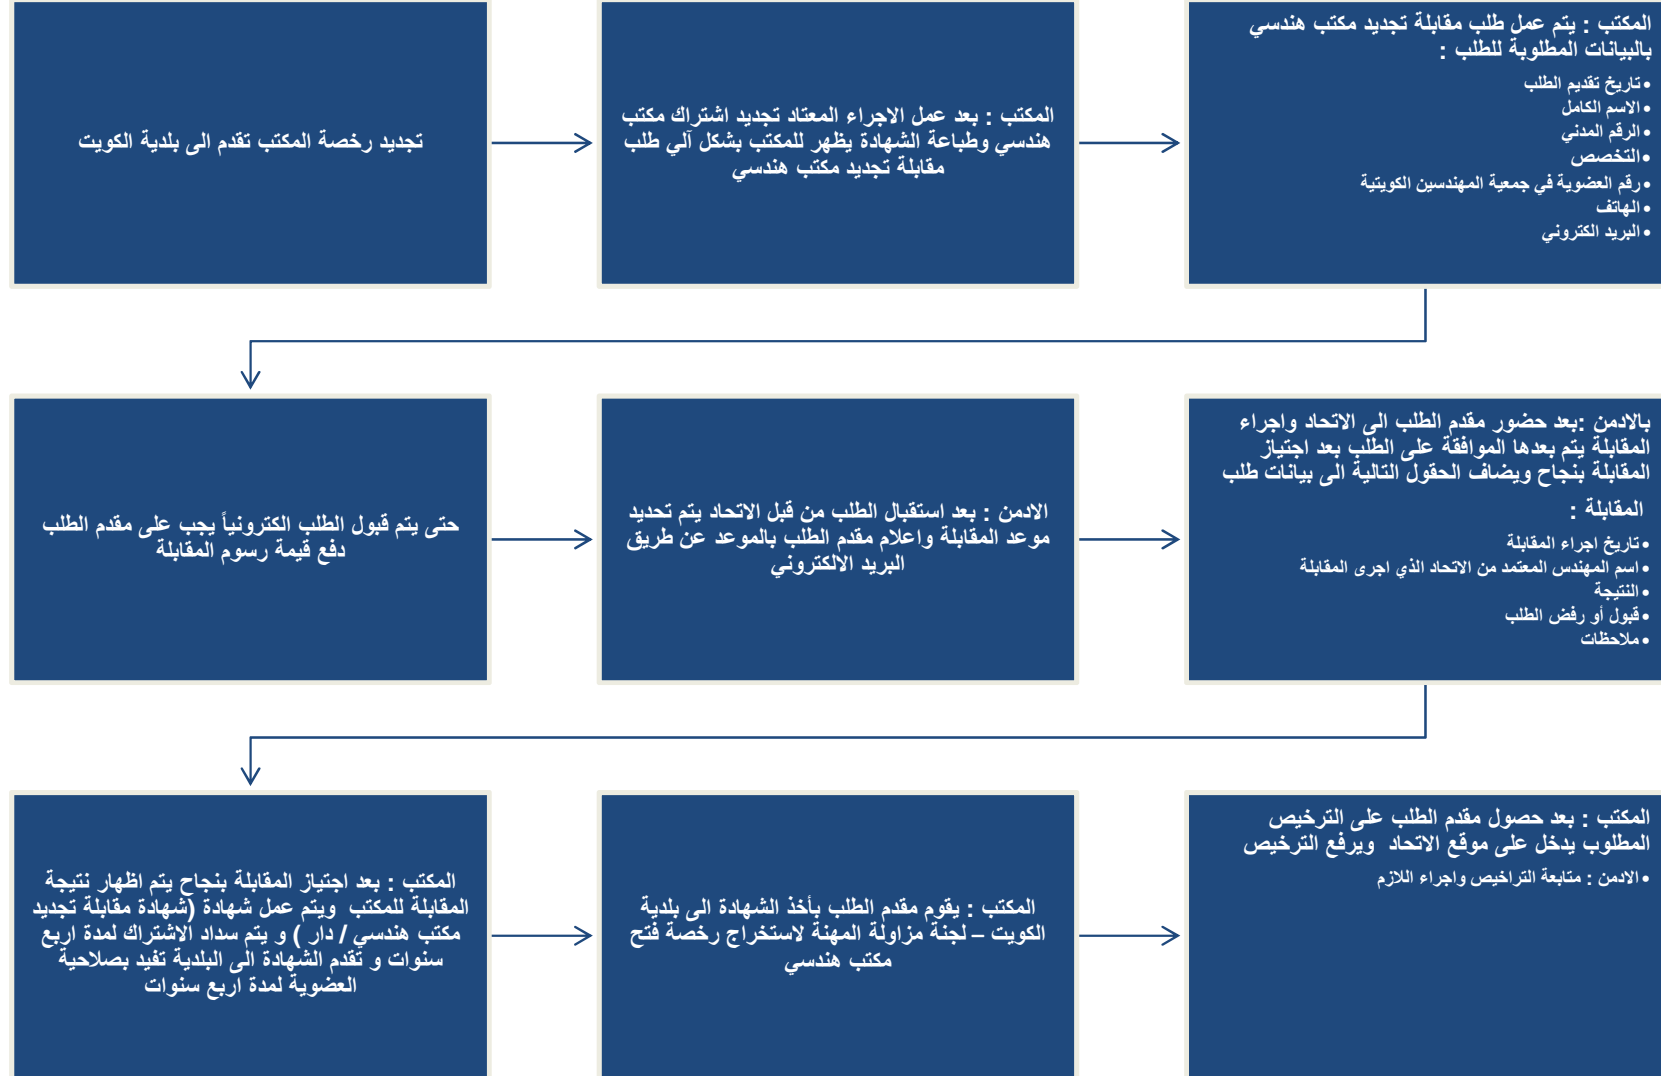 تجديد رخصة المكتب تقدم الى بلدية الكويت
المكتب : بعد عمل الاجراء المعتاد تجديد اشتراك مكتب
هندسي وطباعة الشهادة يظهر للمكتب بشكل آلي طلب
مقابلة تجديد مكتب هندسي
المكتب : يتم عمل طلب مقابلة تجديد مكتب هندسي
بالبيانات المطلوبة للطلب :
•تاريخ تقديم الطلب
•الاسم الكامل
•الرقم المدني
•التخصص
•رقم العضوية في جمعية المهندسين الكويتية
•الهاتف
•البريد الكتروني
حتى يتم قبول الطلب الكترونياً يجب على مقدم الطلب
دفع قيمة رسوم المقابلة
الادمن : بعد استقبال الطلب من قبل الاتحاد يتم تحديد
موعد المقابلة واعلام مقدم الطلب بالموعد عن طريق
البريد الالكتروني
بالادمن :بعد حضور مقدم الطلب الى الاتحاد واجراء
المقابلة يتم بعدها الموافقة على الطلب بعد اجتياز
المقابلة بنجاح ويضاف الحقول التالية الى بيانات طلب
المقابلة :
•تاريخ اجراء المقابلة
•اسم المهندس المعتمد من الاتحاد الذي اجرى المقابلة
•النتيجة
•قبول أو رفض الطلب
•ملاحظات
المكتب : بعد اجتياز المقابلة بنجاح يتم اظهار نتيجة
المقابلة للمكتب ويتم عمل شهادة (شهادة مقابلة تجديد
مكتب هندسي / دار ) و يتم سداد الاشتراك لمدة اربع
سنوات و تقدم الشهادة الى البلدية تفيد بصلاحية
العضوية لمدة اربع سنوات
المكتب : يقوم مقدم الطلب بأخذ الشهادة الى بلدية
الكويت – لجنة مزاولة المهنة لاستخراج رخصة فتح
مكتب هندسي
المكتب : بعد حصول مقدم الطلب على الترخيص
المطلوب يدخل على موقع الاتحاد ويرفع الترخيص
•الادمن : متابعة التراخيص واجراء اللازم